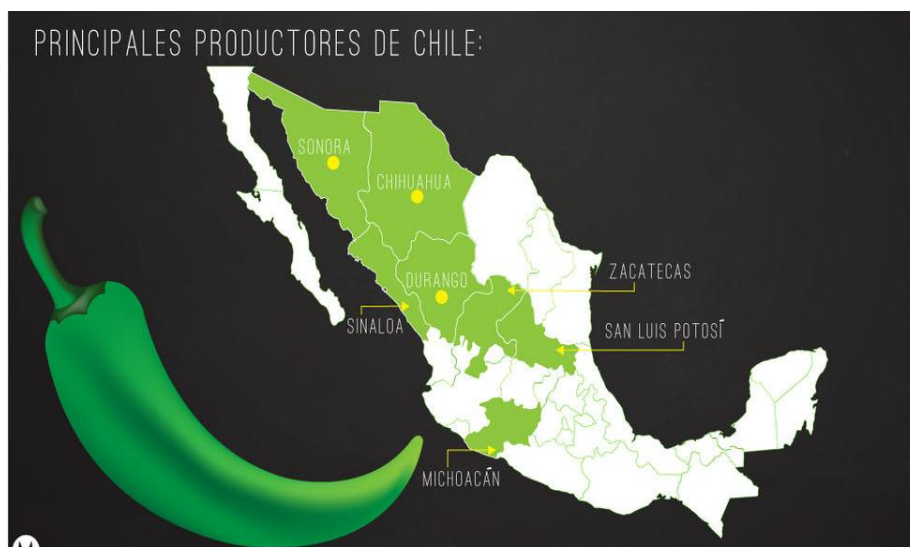 PRINCIPALES PRODUCTORES DE CHILE:
SONORA
CHIHUAHUA
DURANGO
ZACATECAS
SINALOA
SAN LUIS POTOSÍ
MICHOACÁN